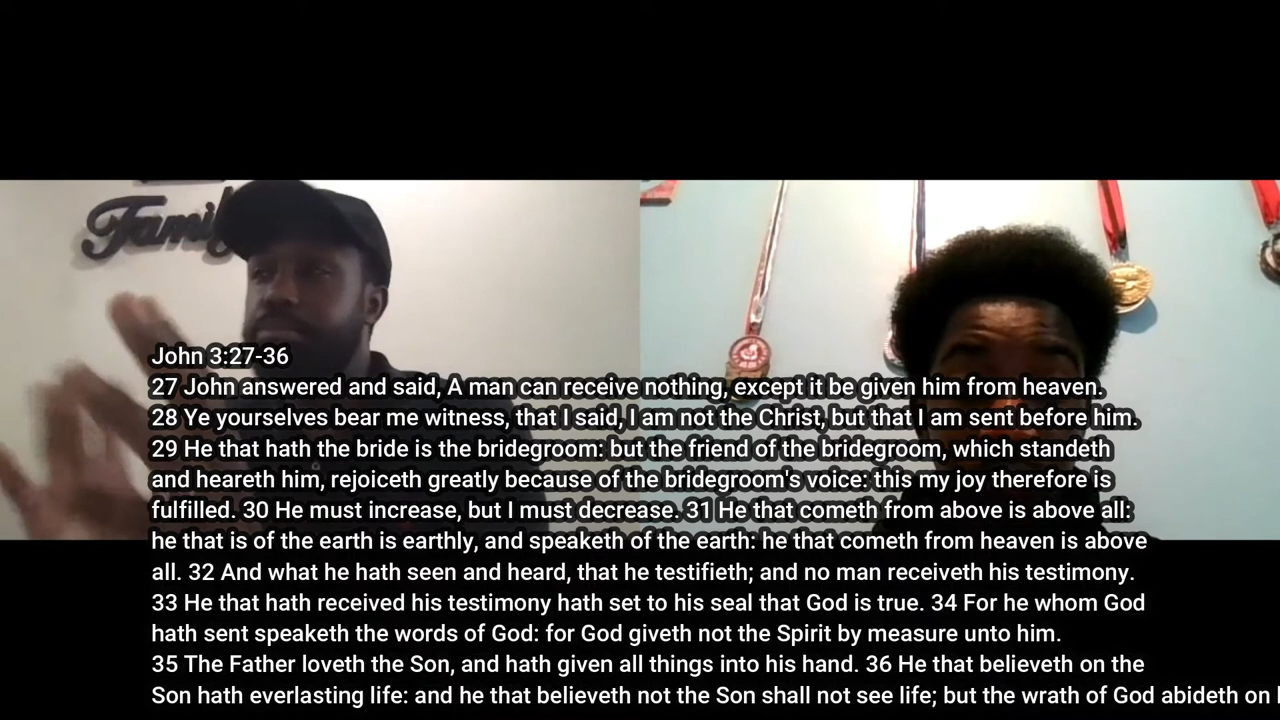 Family
John 3:27-36
27 John answered and said, A man can receive nothing, except it be given him from heaven.
28 Ye yourselves bear me witness, that I said, I am not the Christ, but that I am sent before him.
29 He that hath the bride is the bridegroom: but the friend of the bridegroom, which standeth
and heareth him, rejoiceth greatly because of the bridegroom's voice: this my joy therefore is
fulfilled. 30 He must increase, but I must decrease. 31 He that cometh from above is above all:
he that is of the earth is earthly, and speaketh of the earth: he that cometh from heaven is above
all. 32 And what he hath seen and heard, that he testifieth; and no man receiveth his testimony.
33 He that hath received his testimony hath set to his seal that God is true. 34 For he whom God
hath sent speaketh the words of God: for God giveth not the Spirit by measure unto him.
35 The Father loveth the Son, and hath given all things into his hand. 36 He that believeth on the
Son hath everlasting life: and he that believeth not the Son shall not see life; but the wrath of God abideth on